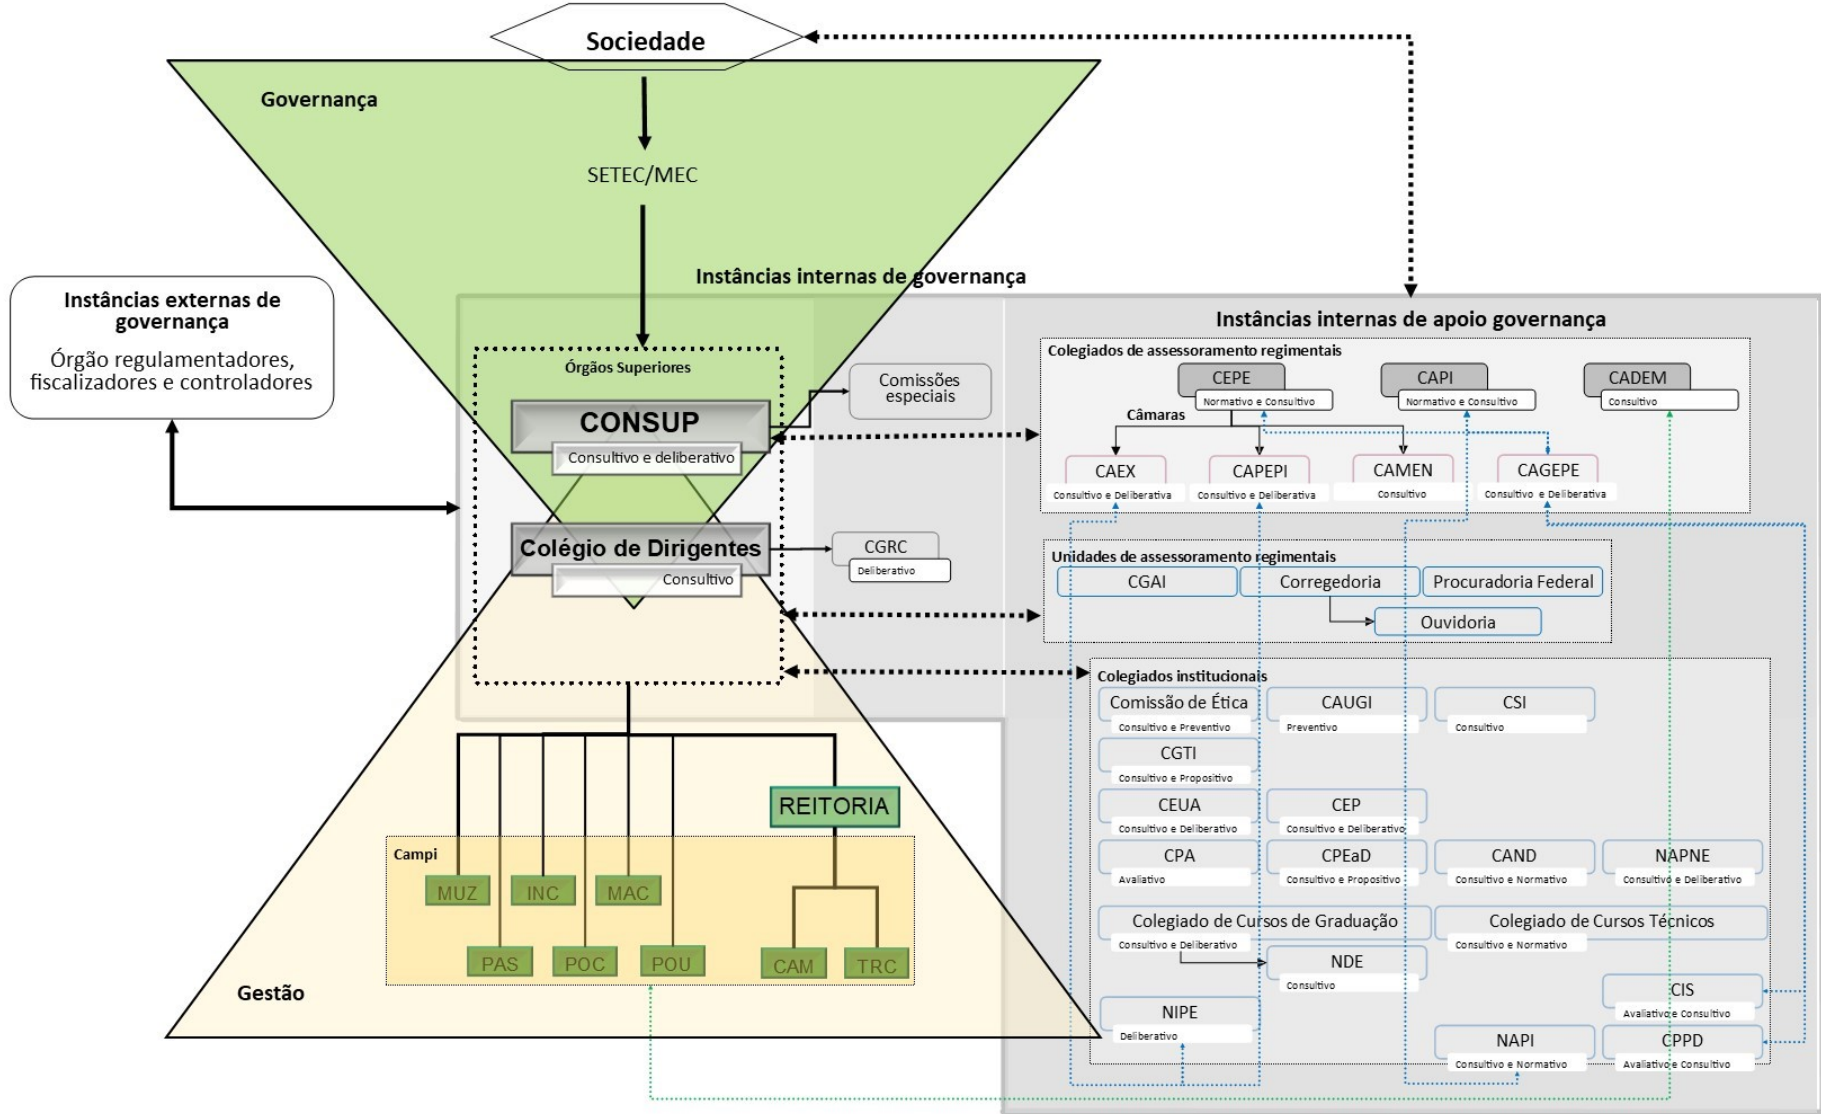 Sociedade
Governança
SETEC/MEC
Instâncias internas de governança
Instâncias externas de
governança
Órgão regulamentadores,
fiscalizadores e controladores
Órgãos Superiores
CONSUP
Consultivo e deliberativo
Colégio de Dirigentes
Consultivo
Comissões
especiais
CGRC
Deliberativo
Instâncias internas de apoio governança
Colegiados de assessoramento regimentais
CEPE
Normativo e Consultivo
CAPI
Normativo e Consultivo
CADEM
Consultivo
Câmaras
CAEX
Consultivo e Deliberativa
CAPEPI
Consultivo e Deliberativa
CAMEN
Consultivo
CAGEPE
Consultivo e Deliberativa
Unidades de assessoramento regimentais
CGAI
Corregedoria
Procuradoria Federal
Ouvidoria
Colegiados institucionais
Comissão de Ética
Consultivo e Preventivo
CAUGI
Preventivo
CSI
Consultivo
CGTI
Consultivo e Propositivo
CEUA
Consultivo e Deliberativo
CEP
Consultivo e Deliberativo
CPA
Avaliativo
CPEaD
Consultivo e Propositivo
CAND
Consultivo e Normativo
NAPNE
Consultivo e Deliberativo
Colegiado de Cursos de Graduação
Consultivo e Deliberativo
Colegiado de Cursos Técnicos
Consultivo e Normativo
NDE
Consultivo
CIS
Avaliativo e Consultivo
NIPE
Deliberativo
NAPI
Consultivo e Normativo
CPPD
Avaliativo e Consultivo
REITORIA
Campi
MUZ
INC
MAC
PAS
POC
POU
CAM
TRC
Gestão